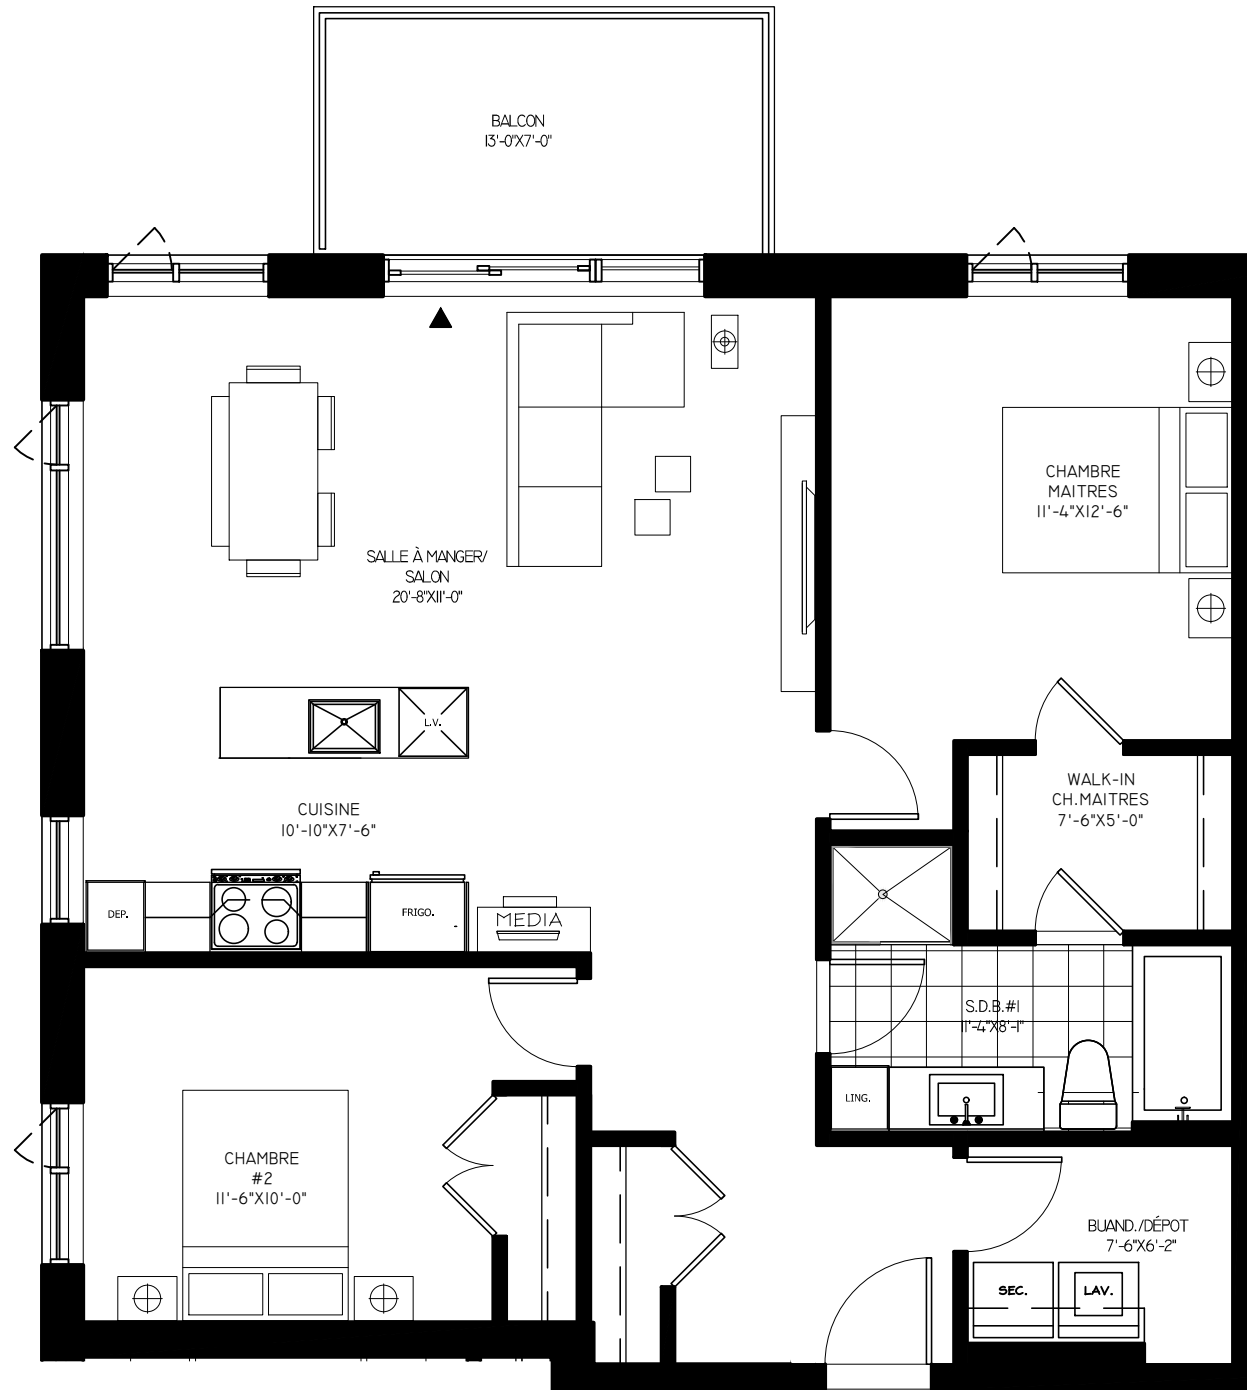 BALCON
13'-0"X7'-0"
CHAMBRE
MAITRES
11'-4"X12'-6"
SALLE À MANGER/
SALON
20'-8"X11'-0"
L.V.
WALK-IN
CH.MAITRES
7'-6"X5'-0"
CUISINE
10'-10"X7'-6"
DEP.
FRIGO.
MEDIA
S.D.B.#1
11'-4"X8'-1"
LING.
CHAMBRE
#2
11'-6"X10'-0"
BUAND./DÉPOT
7'-6"X6'-2"
SEC.
LAV.